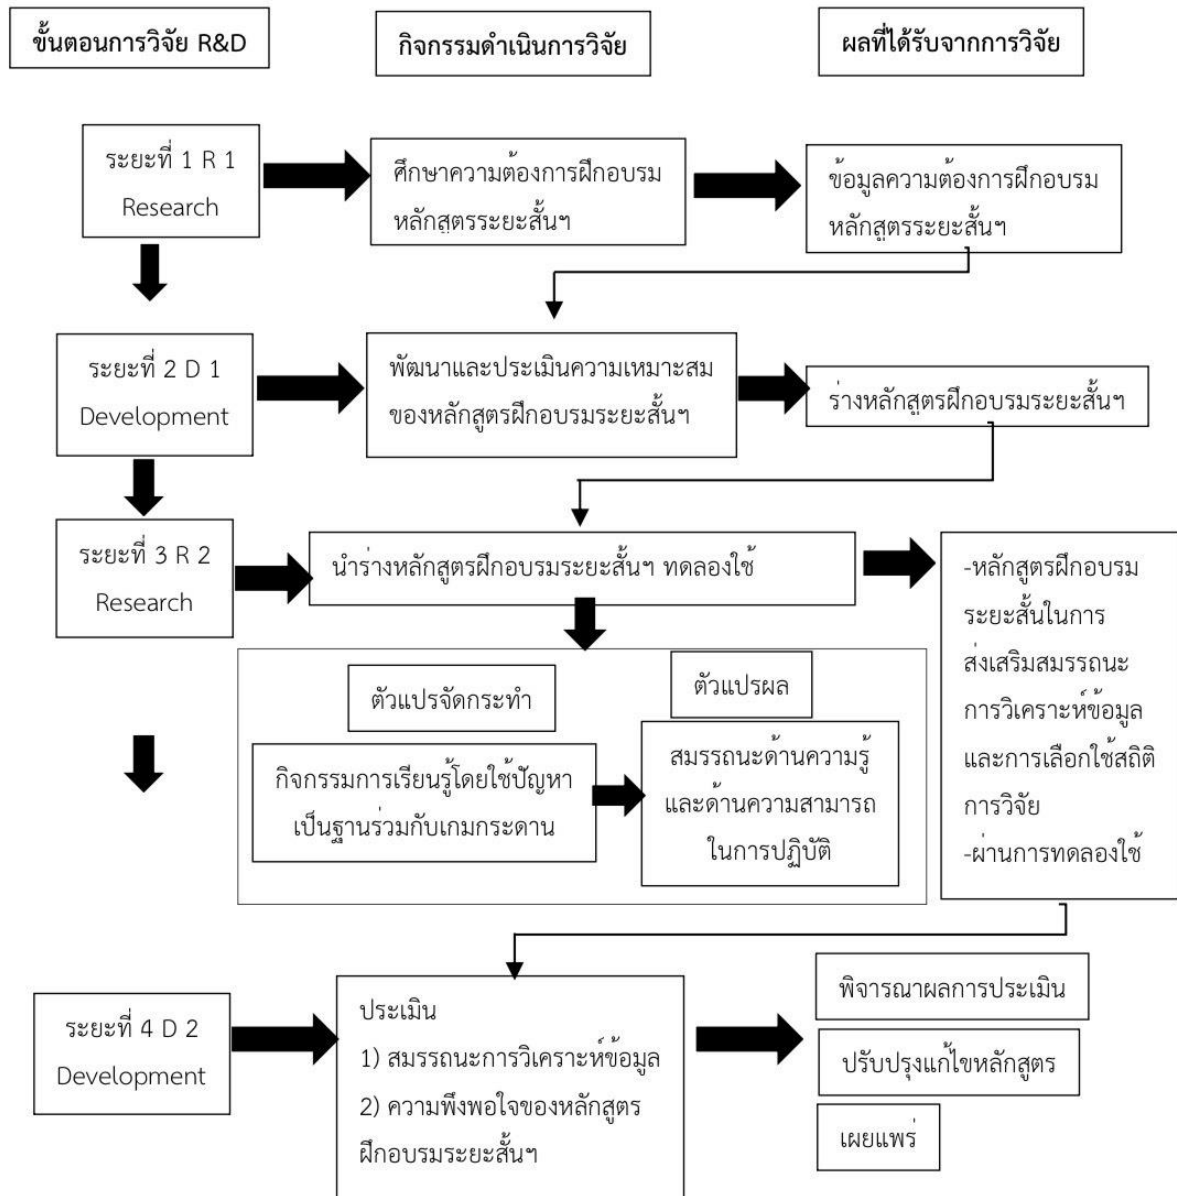 ขั้นตอนการวิจัย R&D
กิจกรรมดำเนินการวิจัย
ผลที่ได้รับจากการวิจัย
ระยะที่ 1 R 1
Research
ศึกษาความต้องการฝึกอบรม
หลักสูตรระยะสั้นฯ
ข้อมูลความต้องการฝึกอบรม
หลักสูตรระยะสั้นฯ
ระยะที่ 2 D 1
Development
พัฒนาและประเมินความเหมาะสม
ของหลักสูตรฝึกอบรมระยะสั้นฯ
ร่างหลักสูตรฝึกอบรมระยะสั้นฯ
ระยะที่ 3 R 2
Research
นำร่างหลักสูตรฝึกอบรมระยะสั้นฯ ทดลองใช้
-หลักสูตรฝึกอบรม
ระยะสั้นในการ
ส่งเสริมสมรรถนะ
การวิเคราะห์ข้อมูล
และการเลือกใช้สถิติ
การวิจัย
-ผ่านการทดลองใช้
ตัวแปรจัดกระทำ
ตัวแปรผล
กิจกรรมการเรียนรู้โดยใช้ปัญหา
เป็นฐานร่วมกับเกมกระดาน
สมรรถนะด้านความรู้
และด้านความสามารถ
ในการปฏิบัติ
ระยะที่ 4 D 2
Development
ประเมิน
1) สมรรถนะการวิเคราะห์ข้อมูล
2) ความพึงพอใจของหลักสูตร
ฝึกอบรมระยะสั้นฯ
พิจารณาผลการประเมิน
ปรับปรุงแก้ไขหลักสูตร
เผยแพร่